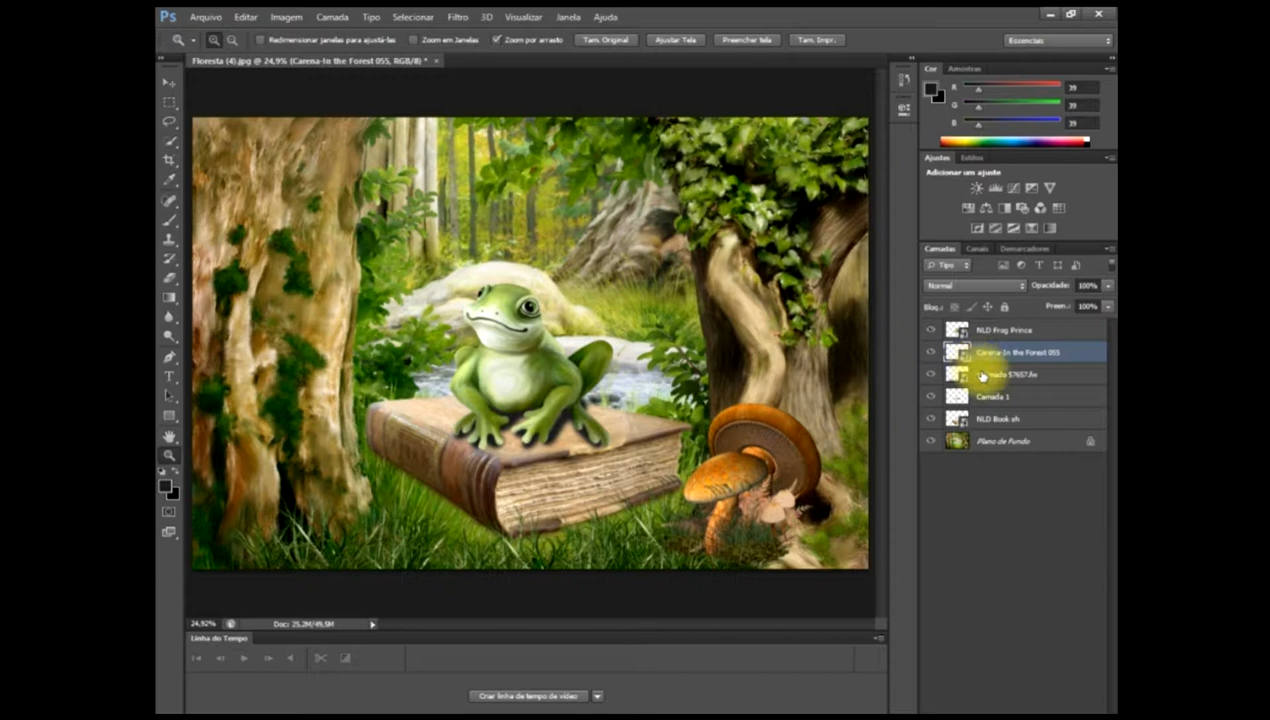 Ps Arquivo Editar Imagem Camada Tipo Selecionar Filtro 3D Visualizar Janela Ajuda
Redimensionar janelas para ajustá-las Zoom em Janelas Zoom por arrasto Tam. Original Ajustar Tela Preencher tela Tam. Impr. Essenciais
Floresta (4).jpg @ 24,9% (Carena-In the Forest 055, RGB/8) * ×
Cor Amostras
R 39
G 39
B 39
Ajustes Estilos
Adicionar um ajuste
Camadas Canais Demarcadores
Tipo
Normal Opacidade: 100%
Bloq.: Preen.: 100%
NLD Frog Prince
Carena-In the Forest 055
57657.fw
Camada 1
NLD Book sh
Plano de Fundo
24,92% Doc: 25,2M/49,5M
Linha do Tempo
Criar linha de tempo de vídeo